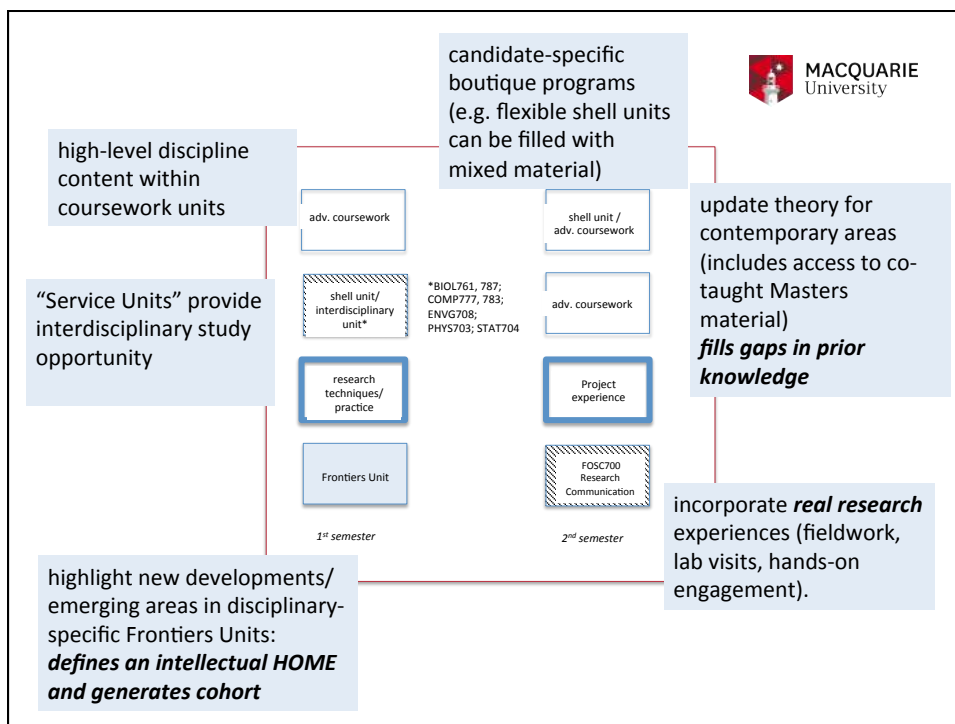 candidate-specific
boutique programs
(e.g. flexible shell units
can be filled with
mixed material)
MACQUARIE
University
high-level discipline
content within
coursework units
adv. coursework
shell unit /
adv. coursework
update theory for
contemporary areas
(includes access to co-
taught Masters
material)
fills gaps in prior
knowledge
“Service Units” provide
interdisciplinary study
opportunity
shell unit/
interdisciplinary
unit*
*BIOL761, 787;
COMP777, 783;
ENVG708;
PHYS703; STAT704
adv. coursework
research
techniques/
practice
Project
experience
Frontiers Unit
FOSC700
Research
Communication
1st semester
2nd semester
incorporate real research
experiences (fieldwork,
lab visits, hands-on
engagement).
highlight new developments/
emerging areas in disciplinary-
specific Frontiers Units:
defines an intellectual HOME
and generates cohort